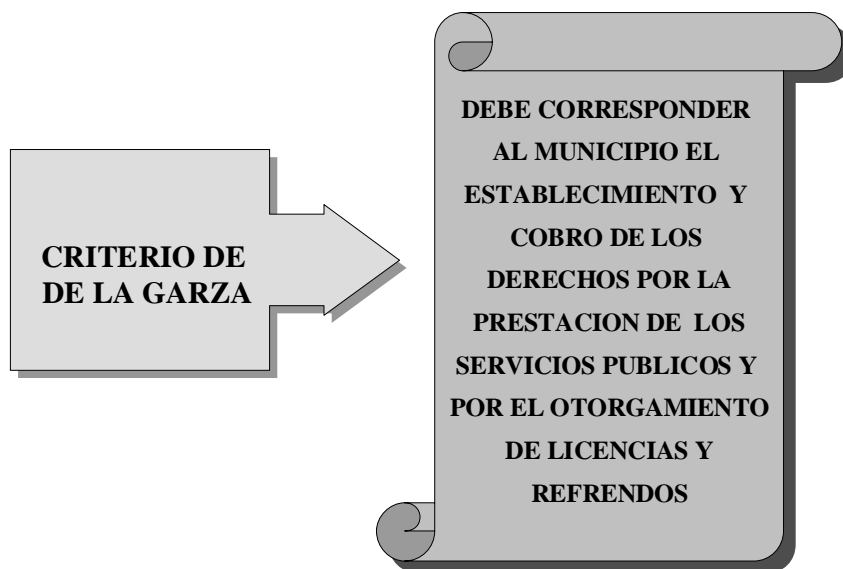 CRITERIO DE
DE LA GARZA
DEBE CORRESPONDER
AL MUNICIPIO EL
ESTABLECIMIENTO Y
COBRO DE LOS
DERECHOS POR LA
PRESTACION DE LOS
SERVICIOS PUBLICOS Y
POR EL OTORGAMIENTO
DE LICENCIAS Y
REFRENDOS